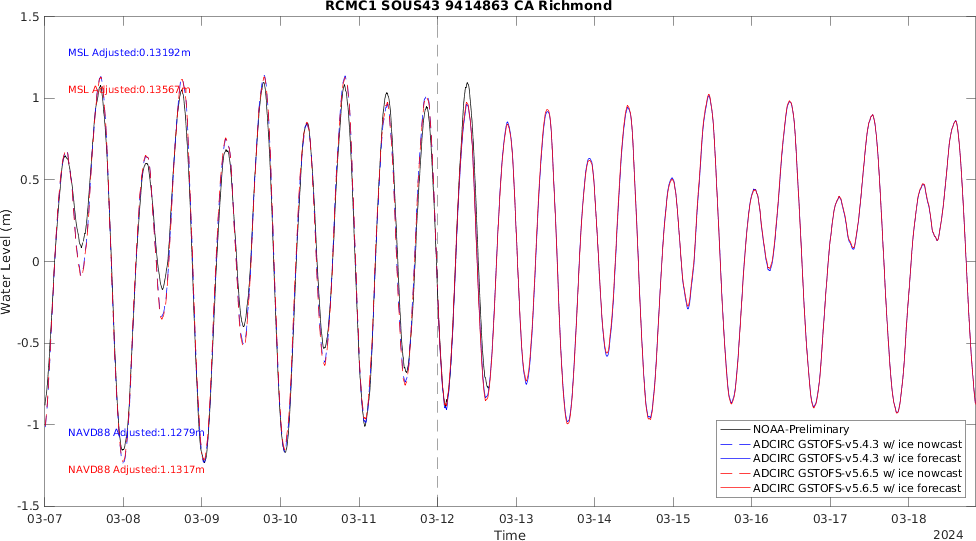 RCMC1 SOUS43 9414863 CA Richmond
1.5
1
0.5
0
-0.5
-1
-1.5
Water Level (m)
MSL Adjusted:0.13192m
MSL Adjusted:0.13567m
NAVD88 Adjusted:1.1279m
NAVD88 Adjusted:1.1317m
NOAA-Preliminary
ADCIRC GSTOFS-v5.4.3 w/ ice nowcast
ADCIRC GSTOFS-v5.4.3 w/ ice forecast
ADCIRC GSTOFS-v5.6.5 w/ ice nowcast
ADCIRC GSTOFS-v5.6.5 w/ ice forecast
03-07 03-08 03-09 03-10 03-11 03-12 03-13 03-14 03-15 03-16 03-17 03-18
Time
2024